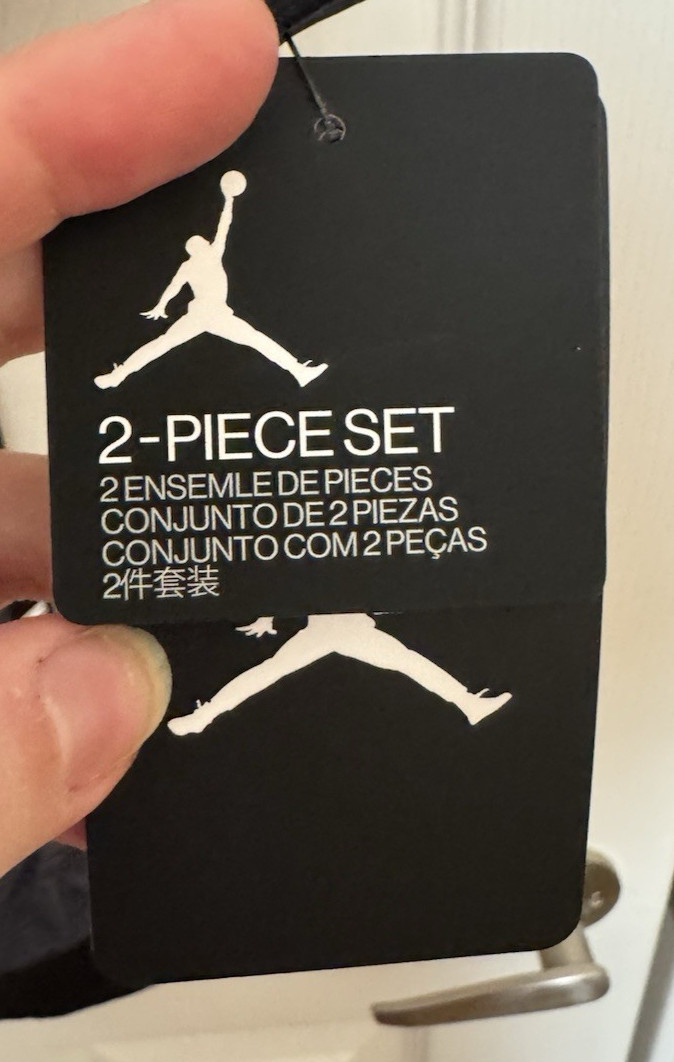 2-PIECE SET
2 ENSEMLE DE PIECES
CONJUNTO DE 2 PIEZAS
CONJUNTO COM 2 PEÇAS
2件套装